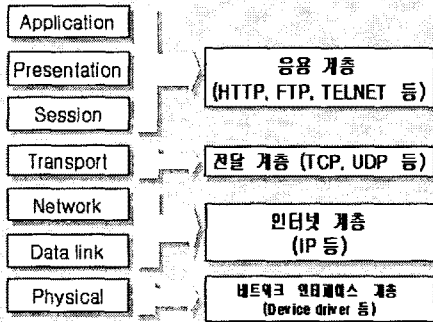 Application
Presentation
Session
Transport
Network
Data link
Physical
응용 계층
(HTTP, FTP, TELNET 등)
전달 계층 (TCP, UDP 등)
인터넷 계층
(IP 등)
네트워크 인터페이스 계층
(Device driver 등)